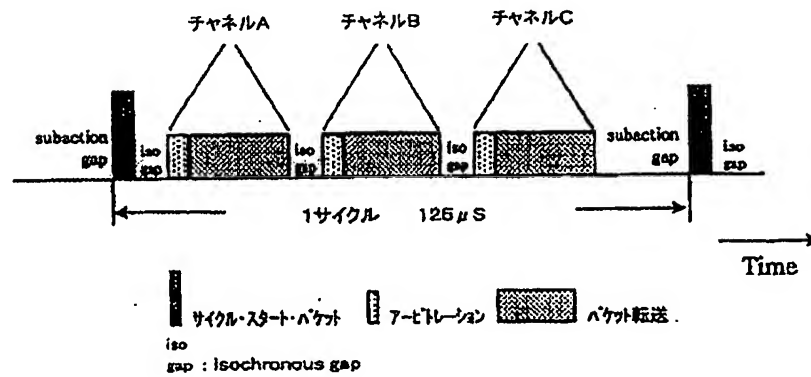 チャネルA
チャネルB
チャネルC
subaction gap
iso gap
iso gap
iso gap
subaction gap
iso gap
1サイクル 125μS
Time
サイクル・スタート・パケット
アービトレーション
パケット転送
iso
gap : Isochronous gap